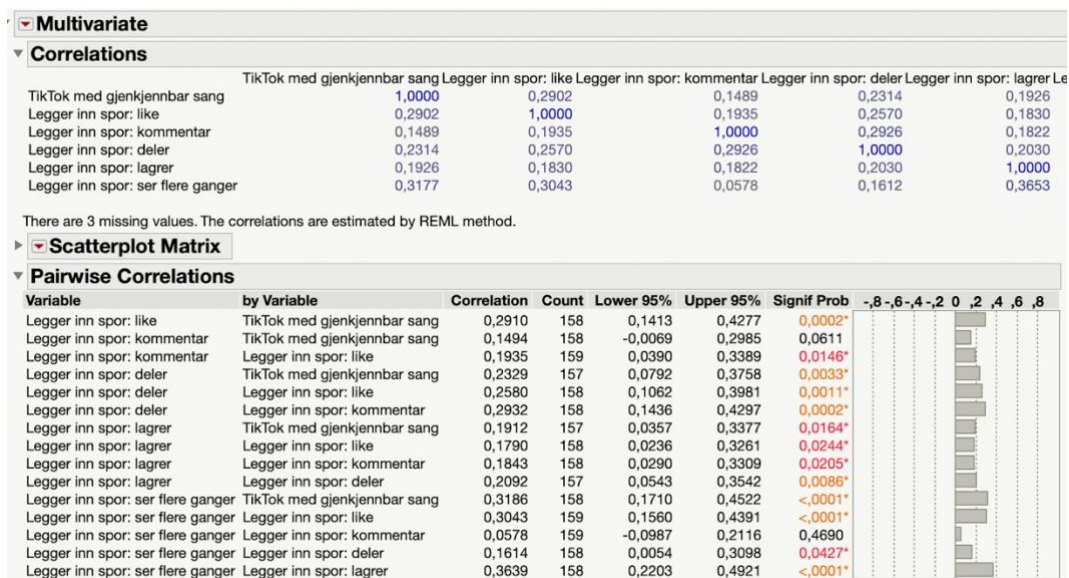 Multivariate
Correlations
TikTok med gjenkjennbar sang Legger inn spor: like Legger inn spor: kommentar Legger inn spor: deler Legger inn spor: lagrer Le
TikTok med gjenkjennbar sang 1,0000 0,2902 0,1489 0,2314 0,1926
Legger inn spor: like 0,2902 1,0000 0,1935 0,2570 0,1830
Legger inn spor: kommentar 0,1489 0,1935 1,0000 0,2926 0,1822
Legger inn spor: deler 0,2314 0,2570 0,2926 1,0000 0,2030
Legger inn spor: lagrer 0,1926 0,1830 0,1822 0,2030 1,0000
Legger inn spor: ser flere ganger 0,3177 0,3043 0,0578 0,1612 0,3653
There are 3 missing values. The correlations are estimated by REML method.
Scatterplot Matrix
Pairwise Correlations
Variable by Variable Correlation Count Lower 95% Upper 95% Signif Prob -,8 -,6 -,4 -,2 0 ,2 ,4 ,6 ,8
Legger inn spor: like TikTok med gjenkjennbar sang 0,2910 158 0,1413 0,4277 0,0002*
Legger inn spor: kommentar TikTok med gjenkjennbar sang 0,1494 158 -0,0069 0,2985 0,0611
Legger inn spor: kommentar Legger inn spor: like 0,1935 159 0,0390 0,3389 0,0146*
Legger inn spor: deler TikTok med gjenkjennbar sang 0,2329 157 0,0792 0,3758 0,0033*
Legger inn spor: deler Legger inn spor: like 0,2580 158 0,1062 0,3981 0,0011*
Legger inn spor: deler Legger inn spor: kommentar 0,2932 158 0,1436 0,4297 0,0002*
Legger inn spor: lagrer TikTok med gjenkjennbar sang 0,1912 157 0,0357 0,3377 0,0164*
Legger inn spor: lagrer Legger inn spor: like 0,1790 158 0,0236 0,3261 0,0244*
Legger inn spor: lagrer Legger inn spor: kommentar 0,1843 158 0,0290 0,3309 0,0205*
Legger inn spor: lagrer Legger inn spor: deler 0,2092 157 0,0543 0,3542 0,0086*
Legger inn spor: ser flere ganger TikTok med gjenkjennbar sang 0,3186 158 0,1710 0,4522 <,0001*
Legger inn spor: ser flere ganger Legger inn spor: like 0,3043 159 0,1560 0,4391 <,0001*
Legger inn spor: ser flere ganger Legger inn spor: kommentar 0,0578 159 -0,0987 0,2116 0,4690
Legger inn spor: ser flere ganger Legger inn spor: deler 0,1614 158 0,0054 0,3098 0,0427*
Legger inn spor: ser flere ganger Legger inn spor: lagrer 0,3639 158 0,2203 0,4921 <,0001*